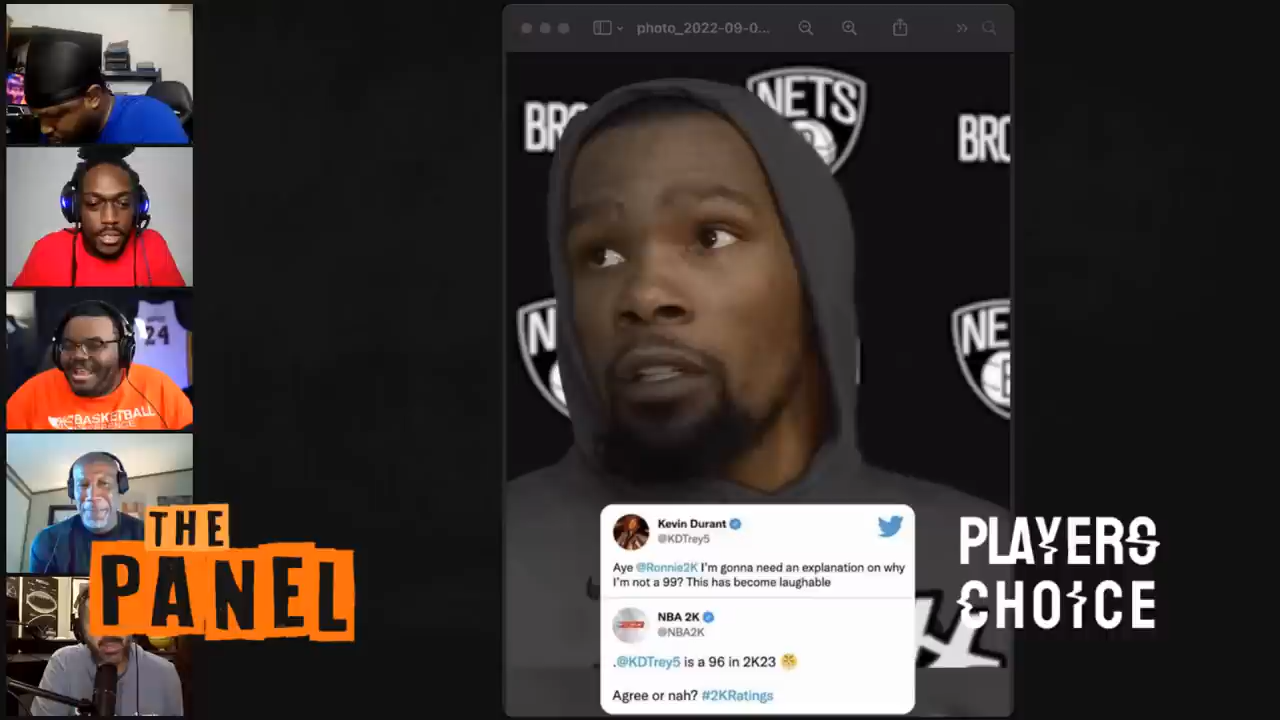 photo_2022-09-0...
BRO
NETS
BRO
24
BASKETBALL
N
NE
B
THE
PANEL
PLAYERS
CHOICE
Kevin Durant
@KDTrey5
Aye @Ronnie2K I'm gonna need an explanation on why
I'm not a 99? This has become laughable
NBA 2K
@NBA2K
.@KDTrey5 is a 96 in 2K23 😤
Agree or nah? #2KRatings